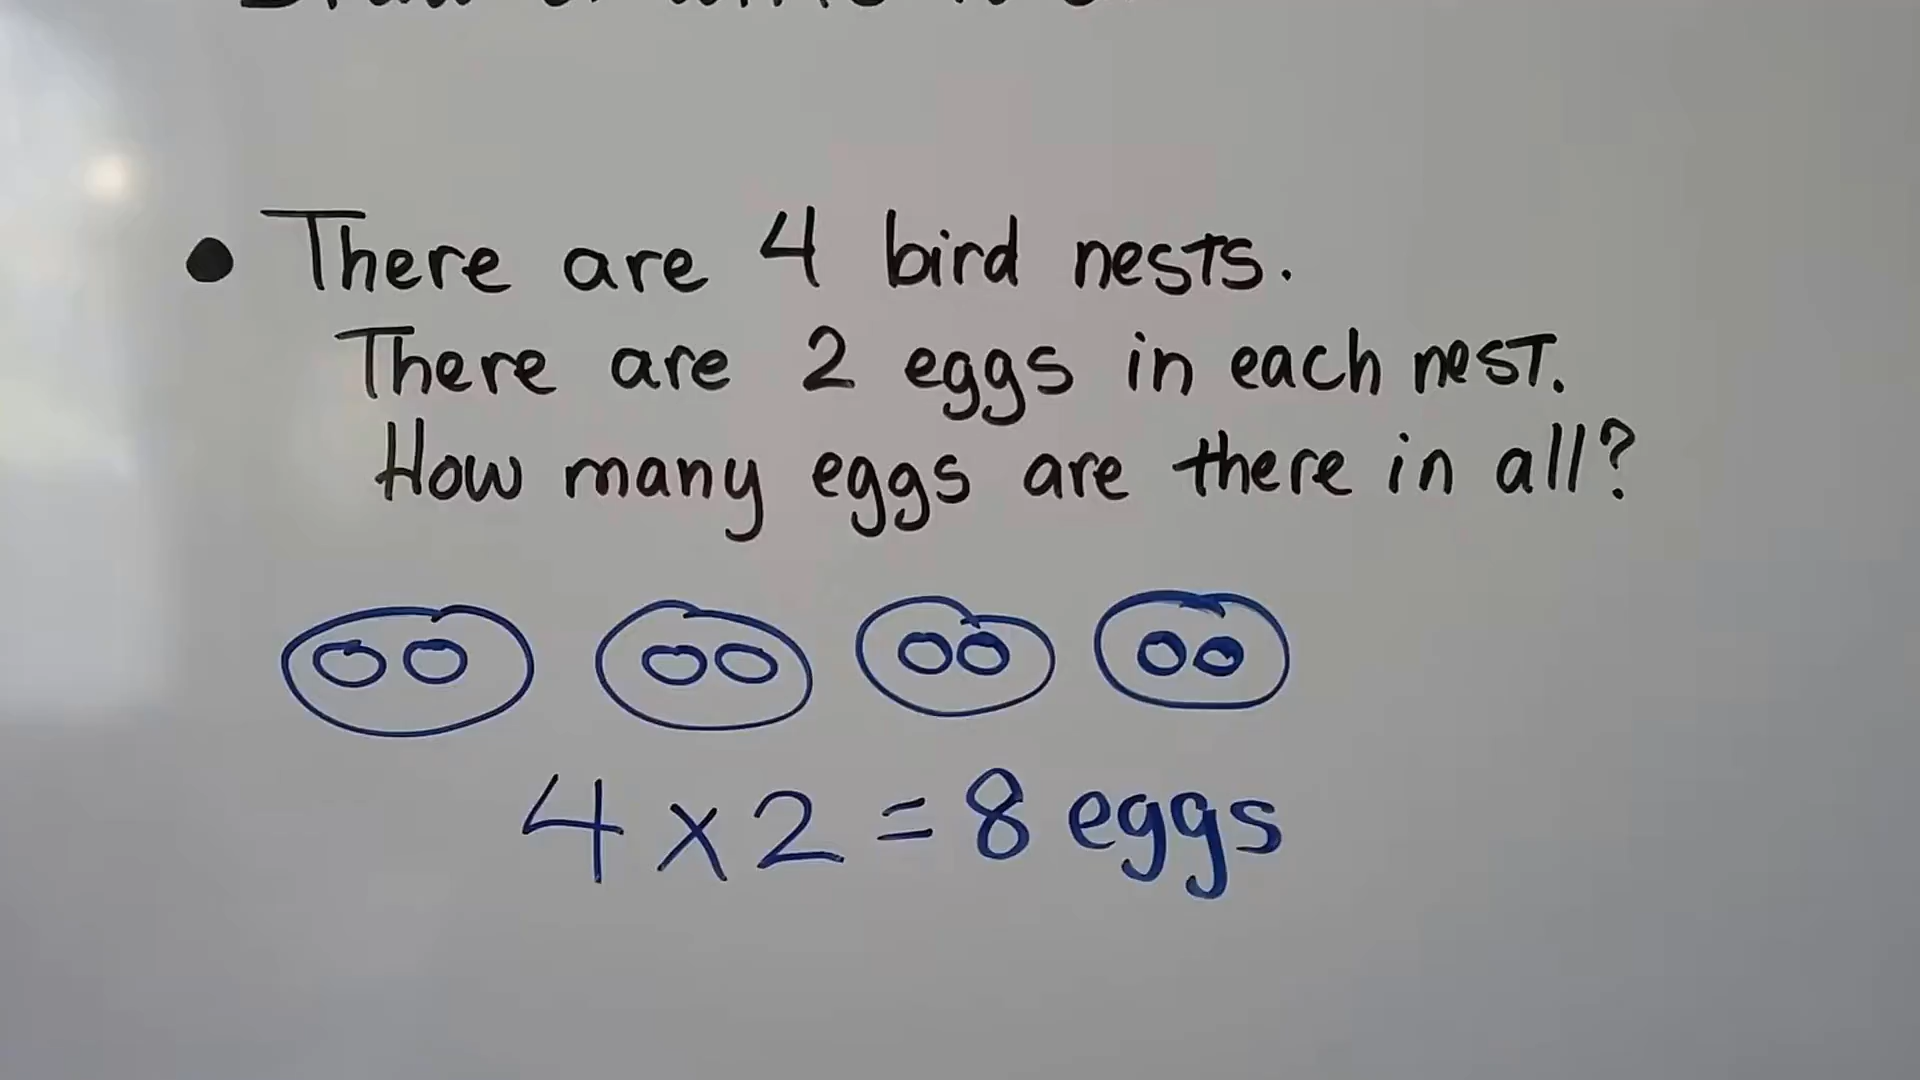 • There are 4 bird nests.
There are 2 eggs in each nest.
How many eggs are there in all?
4 x 2 = 8 eggs